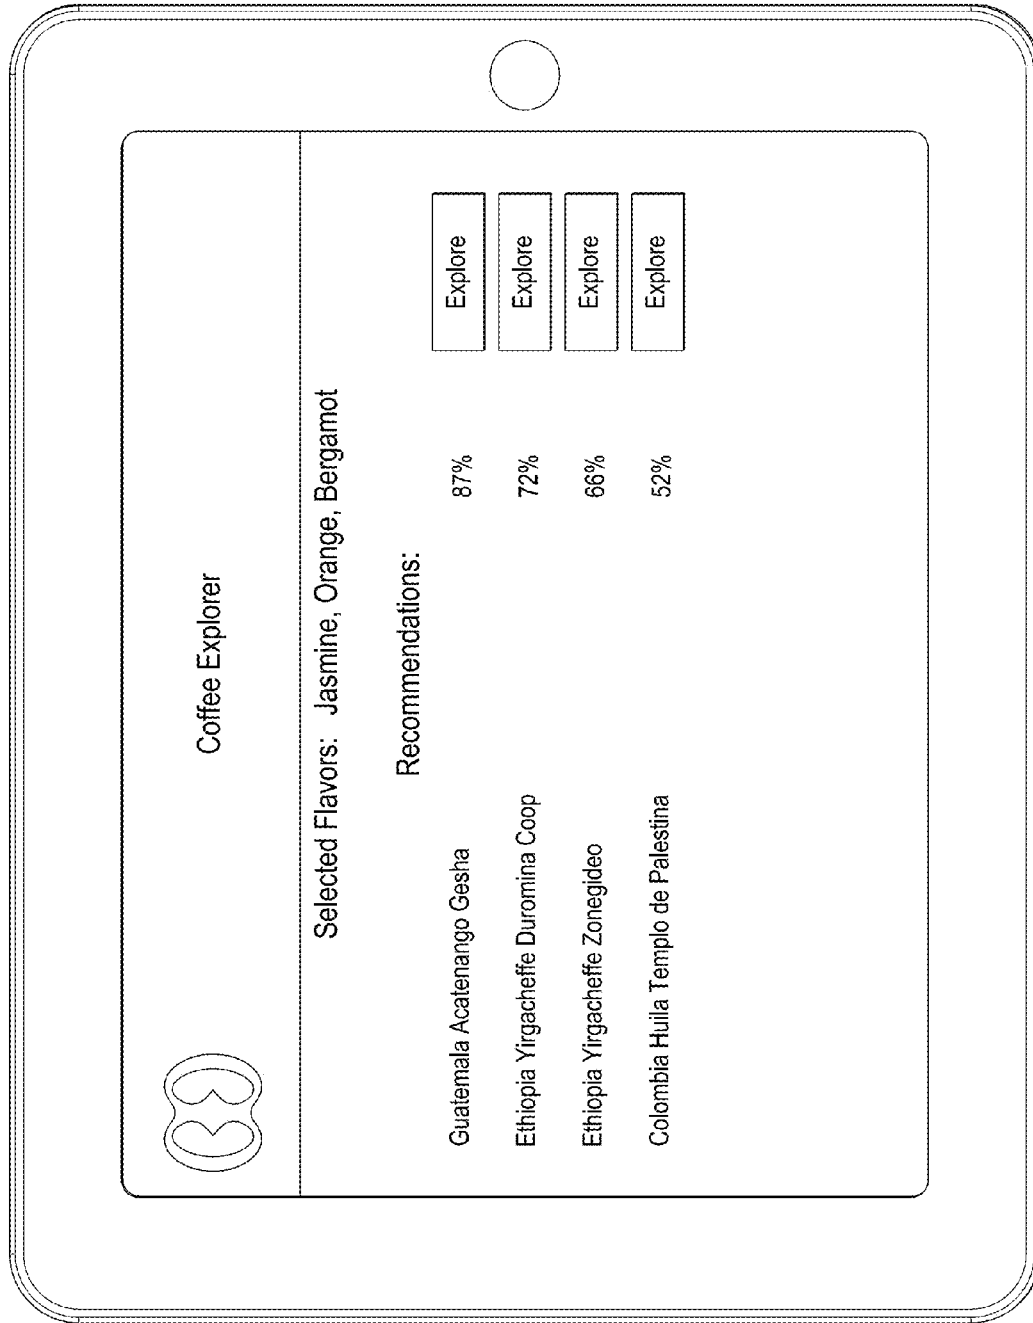 Coffee Explorer
Selected Flavors: Jasmine, Orange, Bergamot
Recommendations:
Guatemala Acatenango Gesha 87% Explore
Ethiopia Yirgacheffe Duromina Coop 72% Explore
Ethiopia Yirgacheffe Zonegideo 66% Explore
Colombia Huila Templo de Palestina 52% Explore